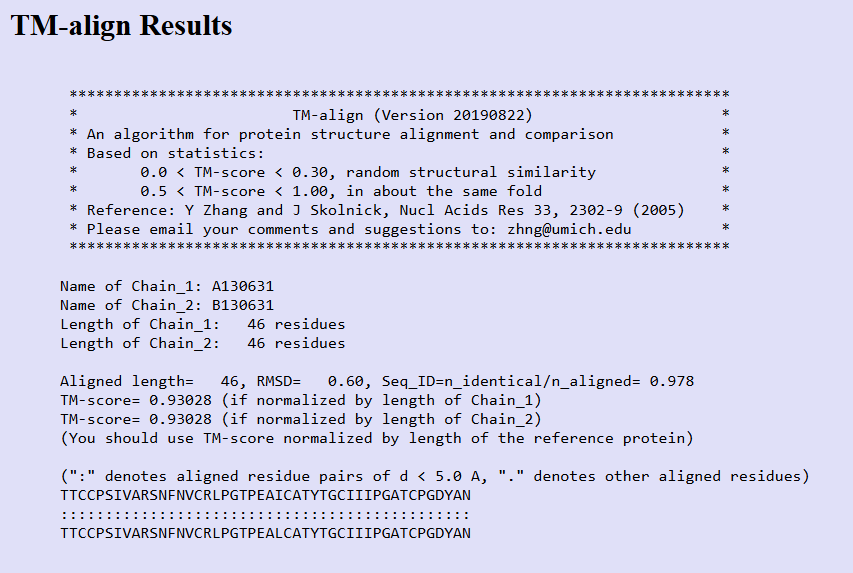 TM-align Results
**************************************************************************
* TM-align (Version 20190822) *
* An algorithm for protein structure alignment and comparison *
* Based on statistics: *
* 0.0 < TM-score < 0.30, random structural similarity *
* 0.5 < TM-score < 1.00, in about the same fold *
* Reference: Y Zhang and J Skolnick, Nucl Acids Res 33, 2302-9 (2005) *
* Please email your comments and suggestions to: zhng@umich.edu *
**************************************************************************
Name of Chain_1: A130631
Name of Chain_2: B130631
Length of Chain_1: 46 residues
Length of Chain_2: 46 residues
Aligned length= 46, RMSD= 0.60, Seq_ID=n_identical/n_aligned= 0.978
TM-score= 0.93028 (if normalized by length of Chain_1)
TM-score= 0.93028 (if normalized by length of Chain_2)
(You should use TM-score normalized by length of the reference protein)
(":" denotes aligned residue pairs of d < 5.0 A, "." denotes other aligned residues)
TTCCPSIVARSNFNVCRLPGTPEAICATYTGCIIIPGATCPGDYAN
::::::::::::::::::::::::::::::::::::::::::::::
TTCCPSIVARSNFNVCRLPGTPEALCATYTGCIIIPGATCPGDYAN